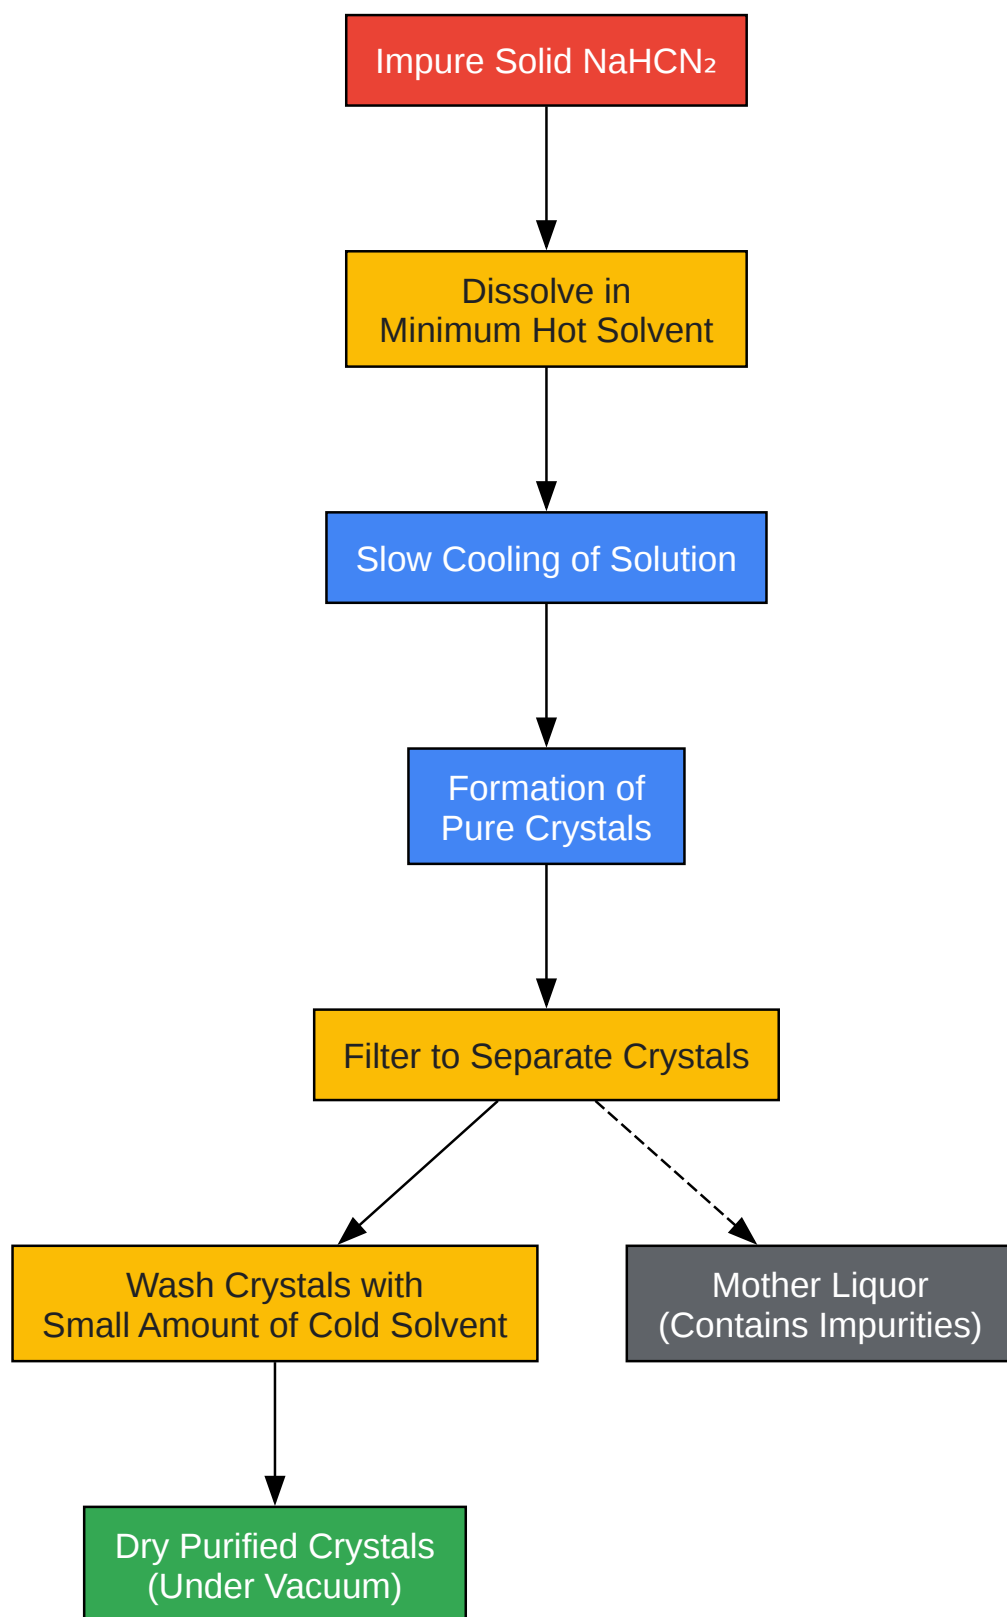 Impure Solid NaHCN₂
Dissolve in
Minimum Hot Solvent
Slow Cooling of Solution
Formation of
Pure Crystals
Filter to Separate Crystals
Wash Crystals with
Small Amount of Cold Solvent
Mother Liquor
(Contains Impurities)
Dry Purified Crystals
(Under Vacuum)